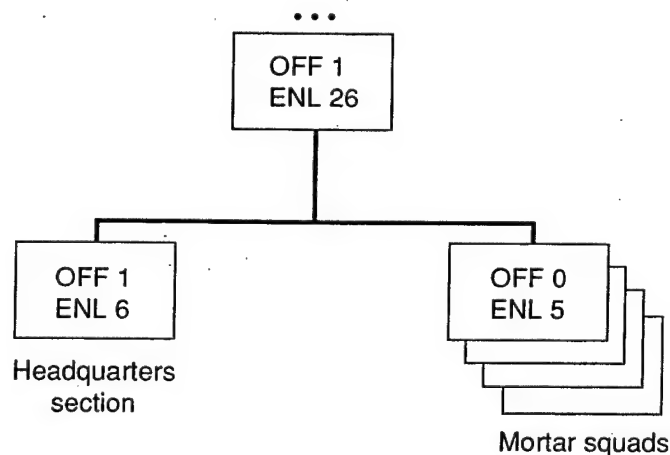 •••
OFF 1
ENL 26
OFF 1
ENL 6
Headquarters
section
OFF 0
ENL 5
Mortar squads